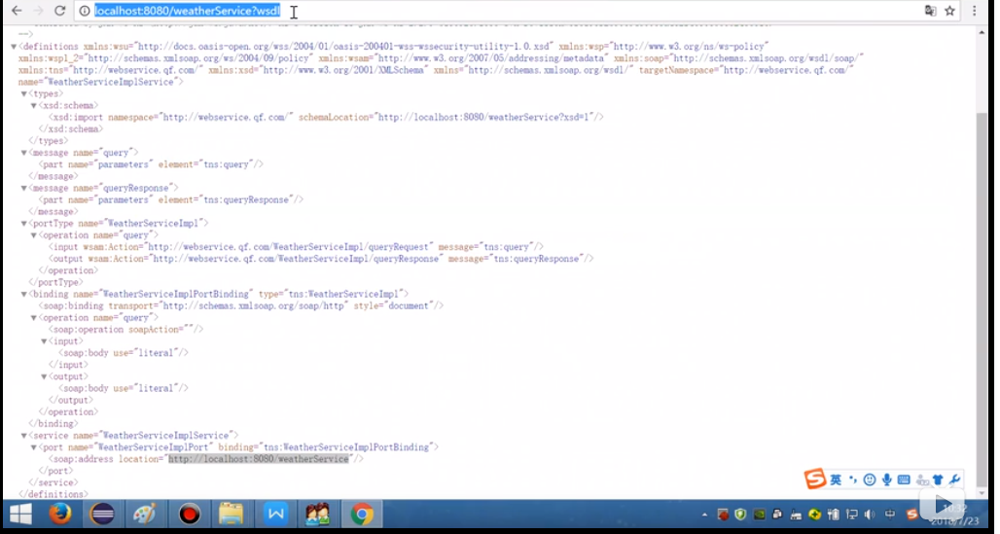 localhost:8080/weatherService?wsdl
-->
▼<definitions xmlns:wsu="http://docs.oasis-open.org/wss/2004/01/oasis-200401-wss-wssecurity-utility-1.0.xsd" xmlns:wsp="http://www.w3.org/ns/ws-policy"
xmlns:wsp1_2="http://schemas.xmlsoap.org/ws/2004/09/policy" xmlns:wsam="http://www.w3.org/2007/05/addressing/metadata" xmlns:soap="http://schemas.xmlsoap.org/wsdl/soap/"
xmlns:tns="http://webservice.qf.com/" xmlns:xsd="http://www.w3.org/2001/XMLSchema" xmlns="http://schemas.xmlsoap.org/wsdl/" targetNamespace="http://webservice.qf.com/"
name="WeatherServiceImplService">
▼<types>
▼<xsd:schema>
<xsd:import namespace="http://webservice.qf.com/" schemaLocation="http://localhost:8080/weatherService?xsd=1"/>
</xsd:schema>
</types>
▼<message name="query">
<part name="parameters" element="tns:query"/>
</message>
▼<message name="queryResponse">
<part name="parameters" element="tns:queryResponse"/>
</message>
▼<portType name="WeatherServiceImpl">
▼<operation name="query">
<input wsam:Action="http://webservice.qf.com/WeatherServiceImpl/queryRequest" message="tns:query"/>
<output wsam:Action="http://webservice.qf.com/WeatherServiceImpl/queryResponse" message="tns:queryResponse"/>
</operation>
</portType>
▼<binding name="WeatherServiceImplPortBinding" type="tns:WeatherServiceImpl">
<soap:binding transport="http://schemas.xmlsoap.org/soap/http" style="document"/>
▼<operation name="query">
<soap:operation soapAction=""/>
▼<input>
<soap:body use="literal"/>
</input>
▼<output>
<soap:body use="literal"/>
</output>
</operation>
</binding>
▼<service name="WeatherServiceImplService">
▼<port name="WeatherServiceImplPort" binding="tns:WeatherServiceImplPortBinding">
<soap:address location="http://localhost:8080/weatherService"/>
</port>
</service>
</definitions>
英
中
10:32
2018/7/23